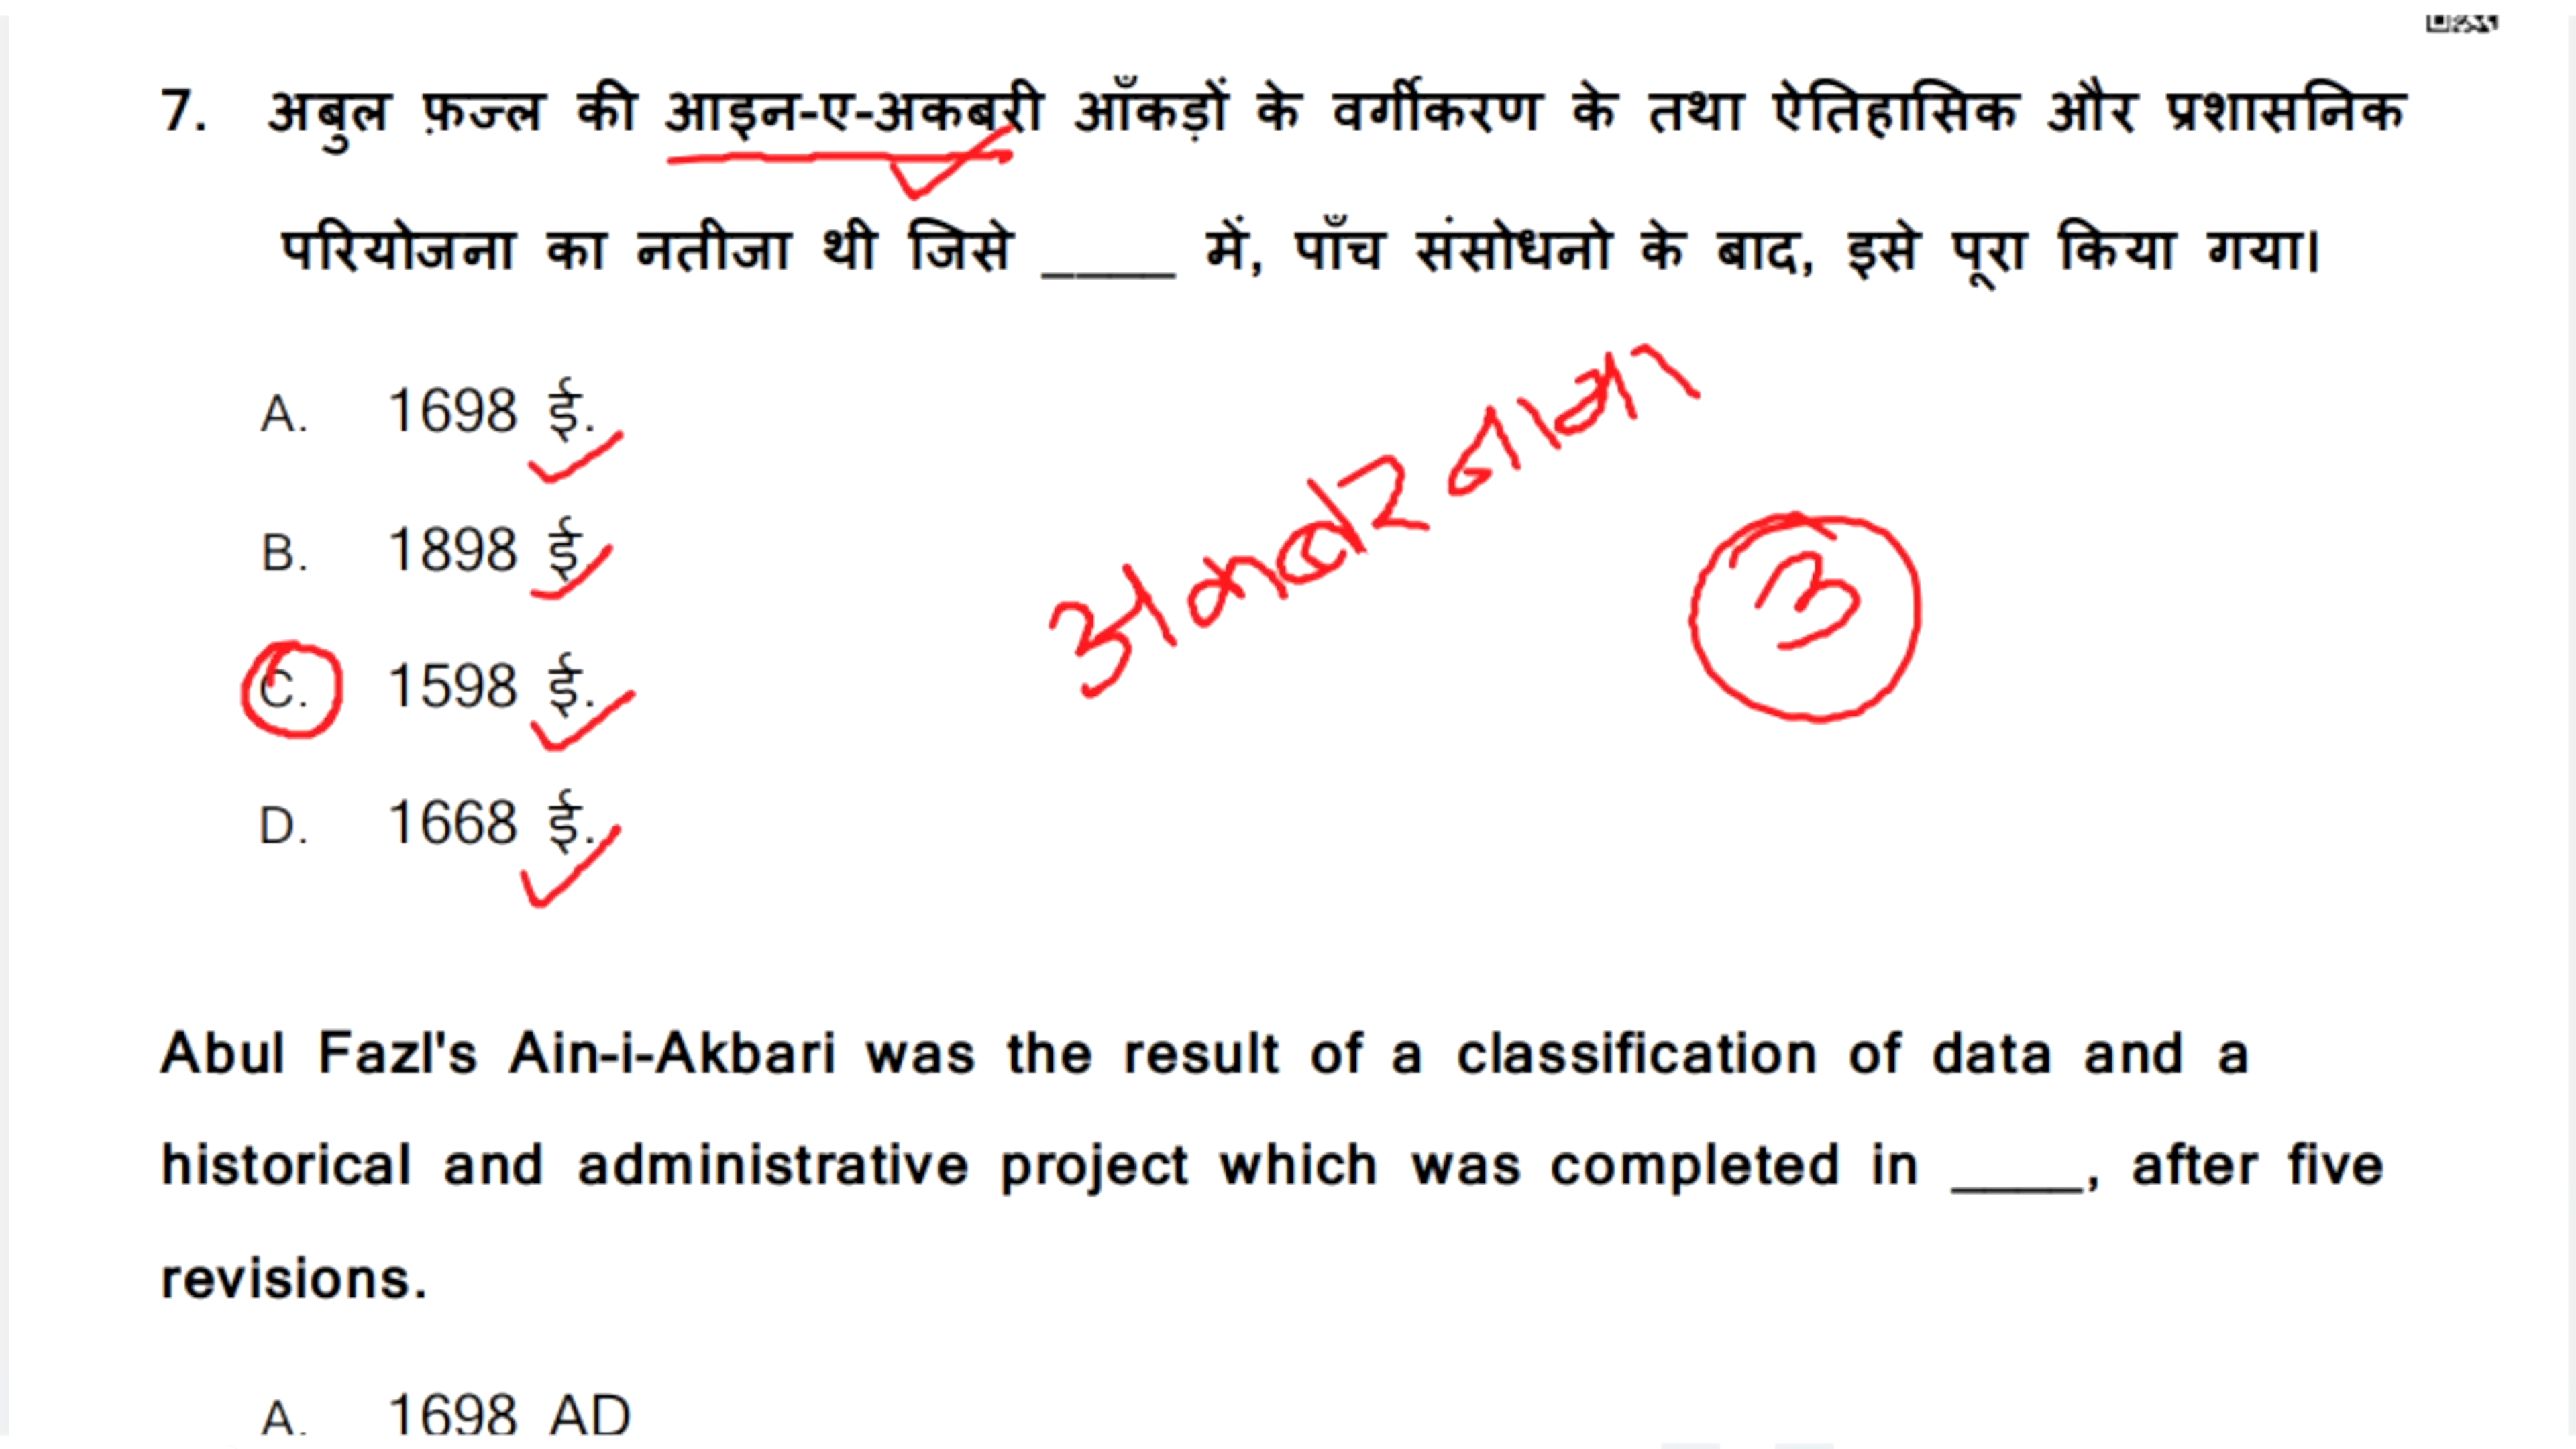 7. अबुल फ़ज्ल की आइन-ए-अकबरी आँकड़ों के वर्गीकरण के तथा ऐतिहासिक और प्रशासनिक
परियोजना का नतीजा थी जिसे ____ में, पाँच संसोधनो के बाद, इसे पूरा किया गया।
A. 1698 ई.
B. 1898 ई.
C. 1598 ई.
D. 1668 ई.
अकबर नामा
3
Abul Fazl's Ain-i-Akbari was the result of a classification of data and a
historical and administrative project which was completed in ____, after five
revisions.
A. 1698 AD